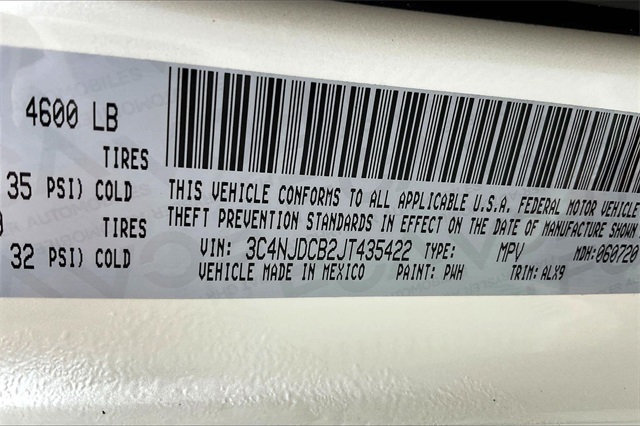 4600 LB
TIRES
35 PSI) COLD
TIRES
32 PSI) COLD
THIS VEHICLE CONFORMS TO ALL APPLICABLE U.S.A. FEDERAL MOTOR VEHICLE
THEFT PREVENTION STANDARDS IN EFFECT ON THE DATE OF MANUFACTURE SHOWN
VIN: 3C4NJDCB2JT435422 TYPE: MPV MDH:060720
VEHICLE MADE IN MEXICO PAINT: PWH TRIM: ALX9